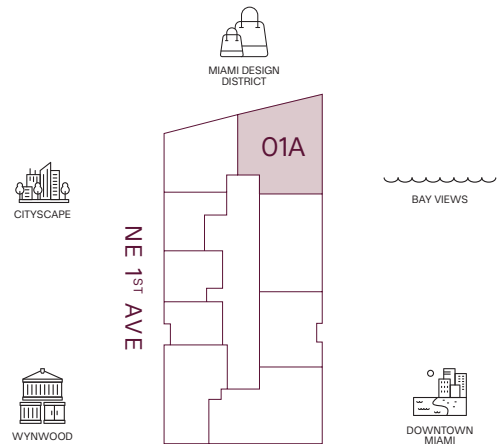 MIAMI DESIGN
DISTRICT
01A
CITYSCAPE
BAY VIEWS
NE 1ST AVE
WYNWOOD
DOWNTOWN
MIAMI